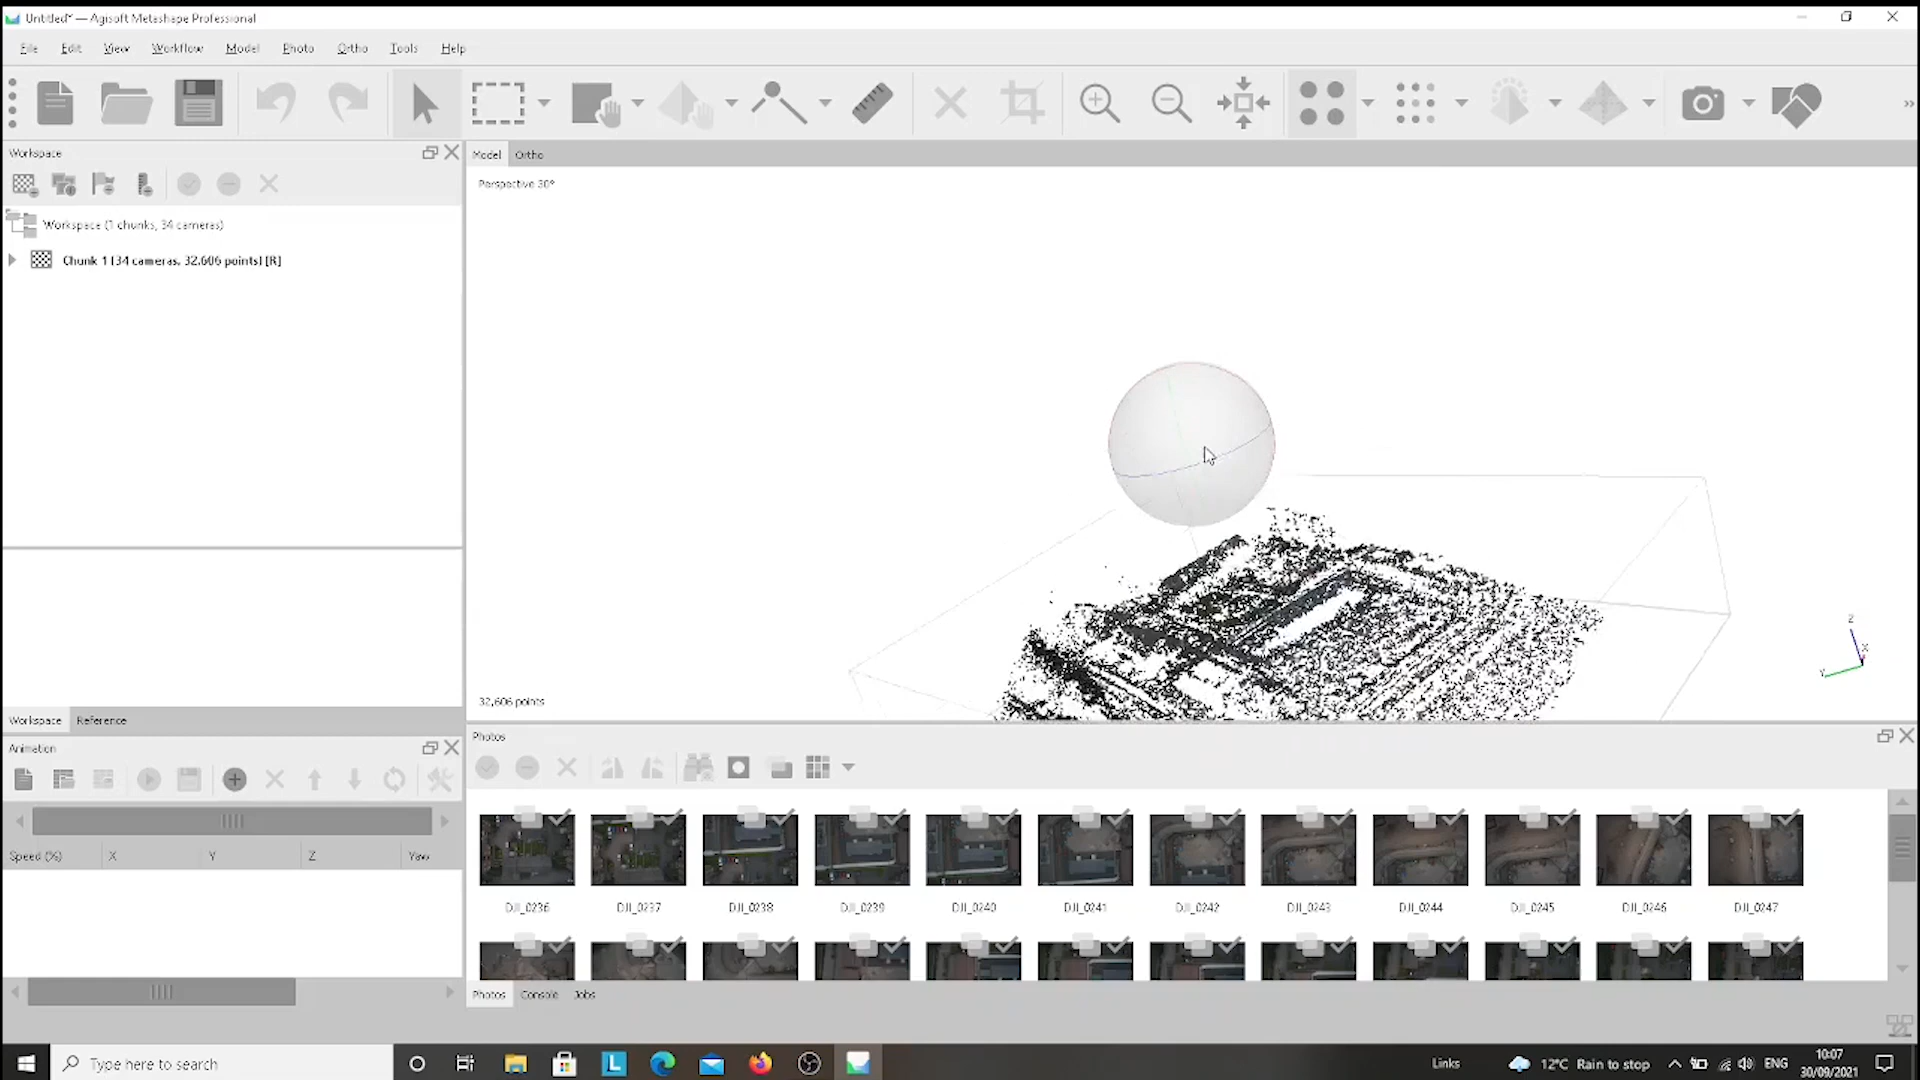 Untitled* — Agisoft Metashape Professional
File Edit View Workflow Model Photo Ortho Tools Help
Workspace
Model Ortho
Perspective 30°
Workspace (1 chunks, 34 cameras)
Chunk 1 (34 cameras, 32,606 points) [R]
Z
X
Y
32,606 points
Workspace Reference
Photos
Animation
Speed (%) X Y Z Yaw
DJI_0236 DJI_0237 DJI_0238 DJI_0239 DJI_0240 DJI_0241 DJI_0242 DJI_0243 DJI_0244 DJI_0245 DJI_0246 DJI_0247
Photos Console Jobs
Type here to search
L
Links
12°C Rain to stop
ENG
10:07
30/09/2021